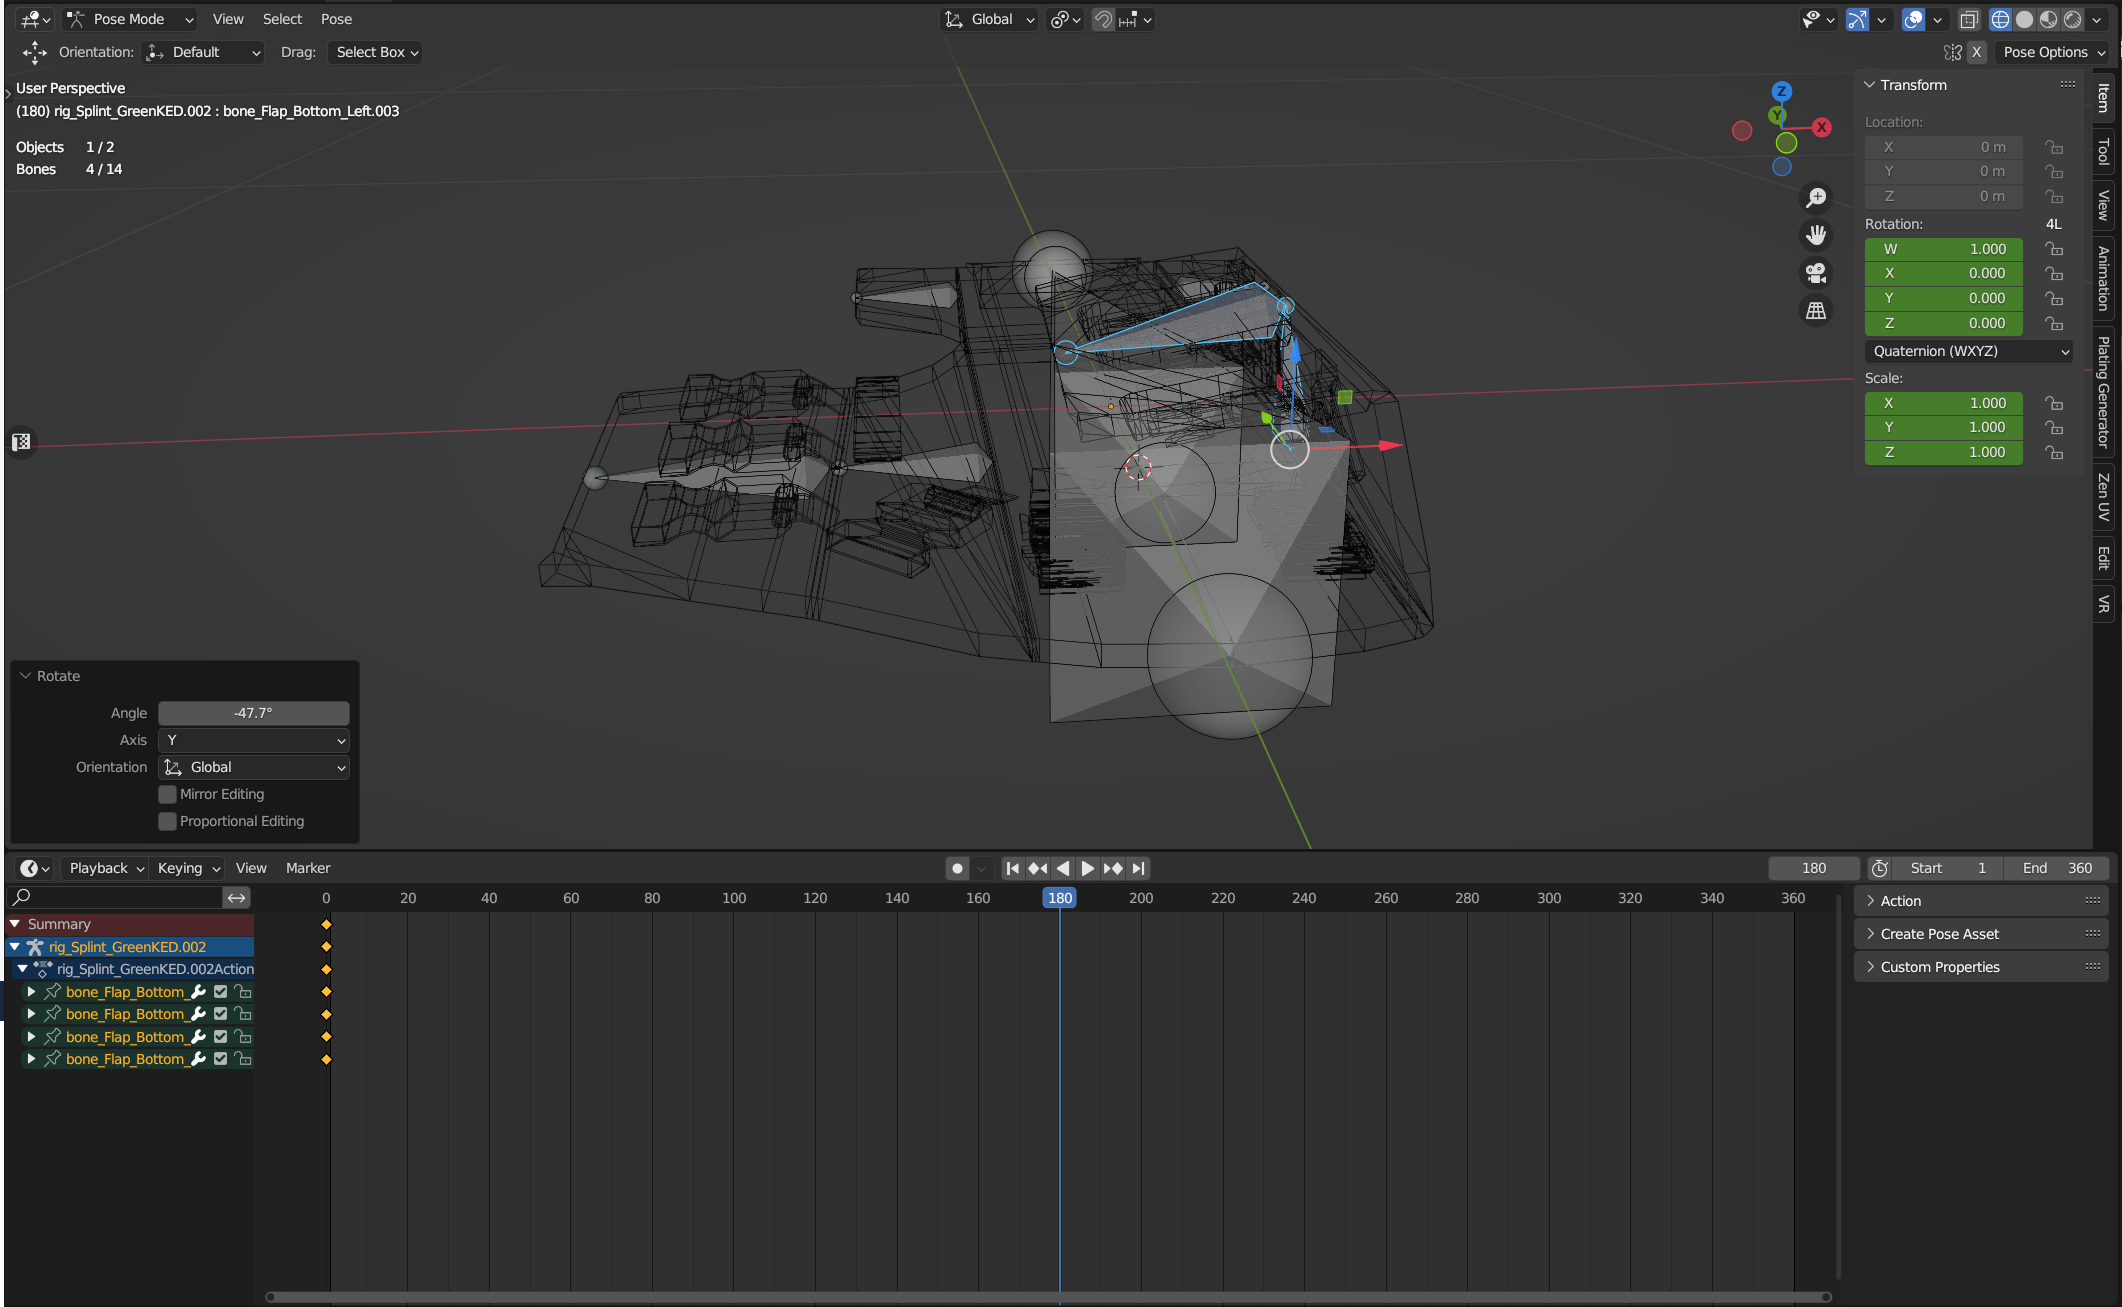 Pose Mode View Select Pose Global
Orientation: Default Drag: Select Box X Pose Options
User Perspective
(180) rig_Splint_GreenKED.002 : bone_Flap_Bottom_Left.003
Objects 1 / 2
Bones 4 / 14
Z
Y
X
Transform
Location:
X 0 m
Y 0 m
Z 0 m
Rotation: 4L
W 1.000
X 0.000
Y 0.000
Z 0.000
Quaternion (WXYZ)
Scale:
X 1.000
Y 1.000
Z 1.000
Item
Tool
View
Animation
Plating Generator
Zen UV
Edit
VR
Rotate
Angle -47.7°
Axis Y
Orientation Global
Mirror Editing
Proportional Editing
Playback Keying View Marker 180 Start 1 End 360
0 20 40 60 80 100 120 140 160 180 200 220 240 260 280 300 320 340 360
Summary
rig_Splint_GreenKED.002
rig_Splint_GreenKED.002Action
bone_Flap_Bottom_
bone_Flap_Bottom_
bone_Flap_Bottom_
bone_Flap_Bottom_
Action
Create Pose Asset
Custom Properties